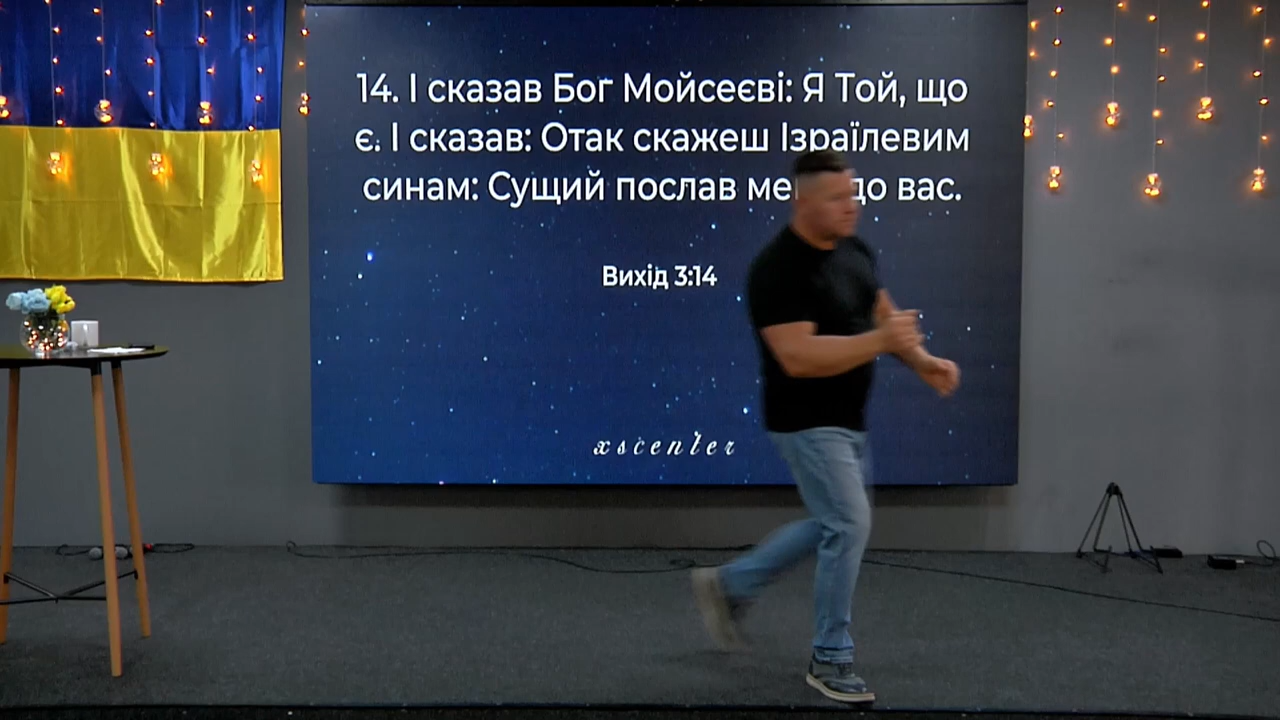 14. І сказав Бог Мойсеєві: Я Той, що
є. І сказав: Отак скажеш Ізраїлевим
синам: Сущий послав до вас.
Вихід 3:14
xscenter